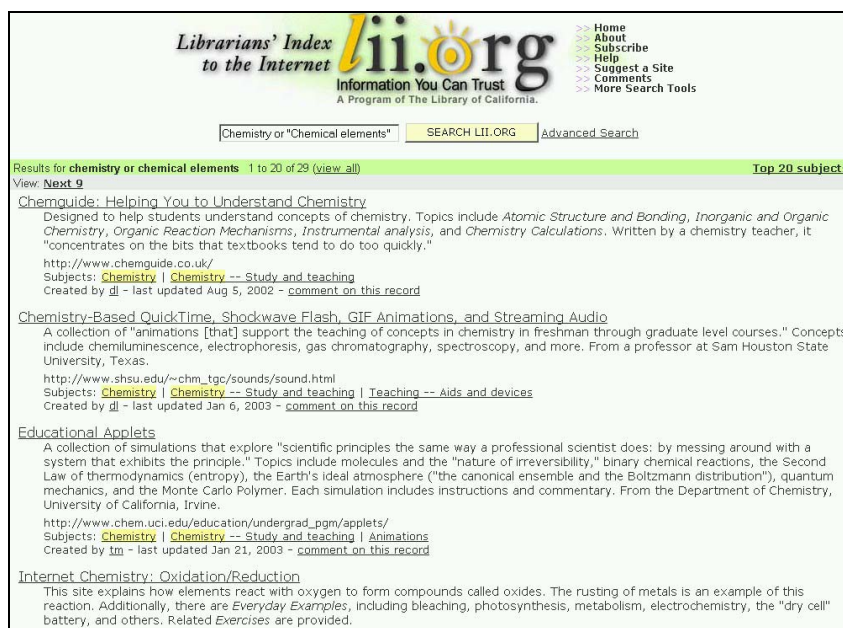 Librarians' Index
to the Internet
lii.org
Information You Can Trust
A Program of The Library of California.
>> Home
>> About
>> Subscribe
>> Help
>> Suggest a Site
>> Comments
>> More Search Tools
Chemistry or "Chemical elements" SEARCH LII.ORG Advanced Search
Results for chemistry or chemical elements 1 to 20 of 29 (view all) Top 20 subject
View: Next 9
Chemguide: Helping You to Understand Chemistry
Designed to help students understand concepts of chemistry. Topics include Atomic Structure and Bonding, Inorganic and Organic
Chemistry, Organic Reaction Mechanisms, Instrumental analysis, and Chemistry Calculations. Written by a chemistry teacher, it
"concentrates on the bits that textbooks tend to do too quickly."
http://www.chemguide.co.uk/
Subjects: Chemistry | Chemistry -- Study and teaching
Created by dl - last updated Aug 5, 2002 - comment on this record
Chemistry-Based QuickTime, Shockwave Flash, GIF Animations, and Streaming Audio
A collection of "animations [that] support the teaching of concepts in chemistry in freshman through graduate level courses." Concepts
include chemiluminescence, electrophoresis, gas chromatography, spectroscopy, and more. From a professor at Sam Houston State
University, Texas.
http://www.shsu.edu/~chm_tgc/sounds/sound.html
Subjects: Chemistry | Chemistry -- Study and teaching | Teaching -- Aids and devices
Created by dl - last updated Jan 6, 2003 - comment on this record
Educational Applets
A collection of simulations that explore "scientific principles the same way a professional scientist does: by messing around with a
system that exhibits the principle." Topics include molecules and the "nature of irreversibility," binary chemical reactions, the Second
Law of thermodynamics (entropy), the Earth's ideal atmosphere ("the canonical ensemble and the Boltzmann distribution"), quantum
mechanics, and the Monte Carlo Polymer. Each simulation includes instructions and commentary. From the Department of Chemistry,
University of California, Irvine.
http://www.chem.uci.edu/education/undergrad_pgm/applets/
Subjects: Chemistry | Chemistry -- Study and teaching | Animations
Created by tm - last updated Jan 21, 2003 - comment on this record
Internet Chemistry: Oxidation/Reduction
This site explains how elements react with oxygen to form compounds called oxides. The rusting of metals is an example of this
reaction. Additionally, there are Everyday Examples, including bleaching, photosynthesis, metabolism, electrochemistry, the "dry cell"
battery, and others. Related Exercises are provided.